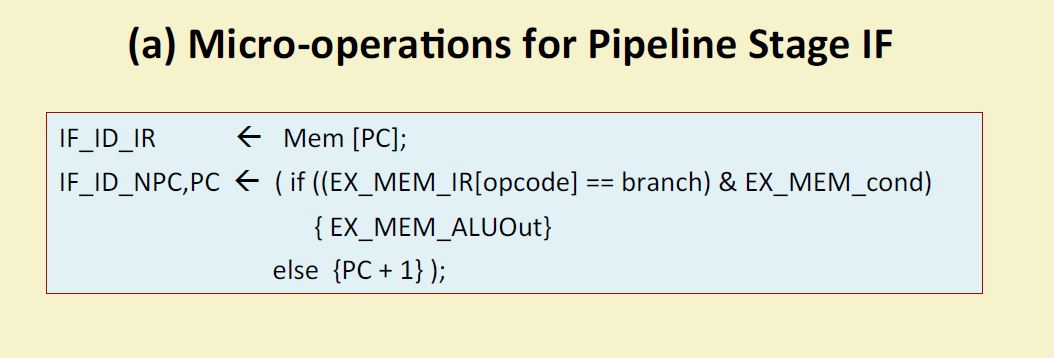 (a) Micro-operations for Pipeline Stage IF
IF_ID_IR ← Mem [PC];
IF_ID_NPC,PC ← ( if ((EX_MEM_IR[opcode] == branch) & EX_MEM_cond)
{ EX_MEM_ALUOut}
else {PC + 1} );